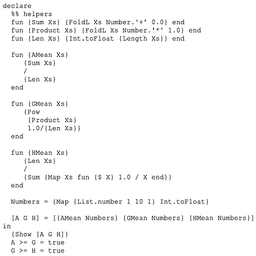 declare
%% helpers
fun {Sum Xs} {FoldL Xs Number.'+' 0.0} end
fun {Product Xs} {FoldL Xs Number.'*' 1.0} end
fun {Len Xs} {Int.toFloat {Length Xs}} end
fun {AMean Xs}
{Sum Xs}
/
{Len Xs}
end
fun {GMean Xs}
{Pow
{Product Xs}
1.0/{Len Xs}}
end
fun {HMean Xs}
{Len Xs}
/
{Sum {Map Xs fun {$ X} 1.0 / X end}}
end
Numbers = {Map {List.number 1 10 1} Int.toFloat}
[A G H] = [{AMean Numbers} {GMean Numbers} {HMean Numbers}]
in
{Show [A G H]}
A >= G = true
G >= H = true